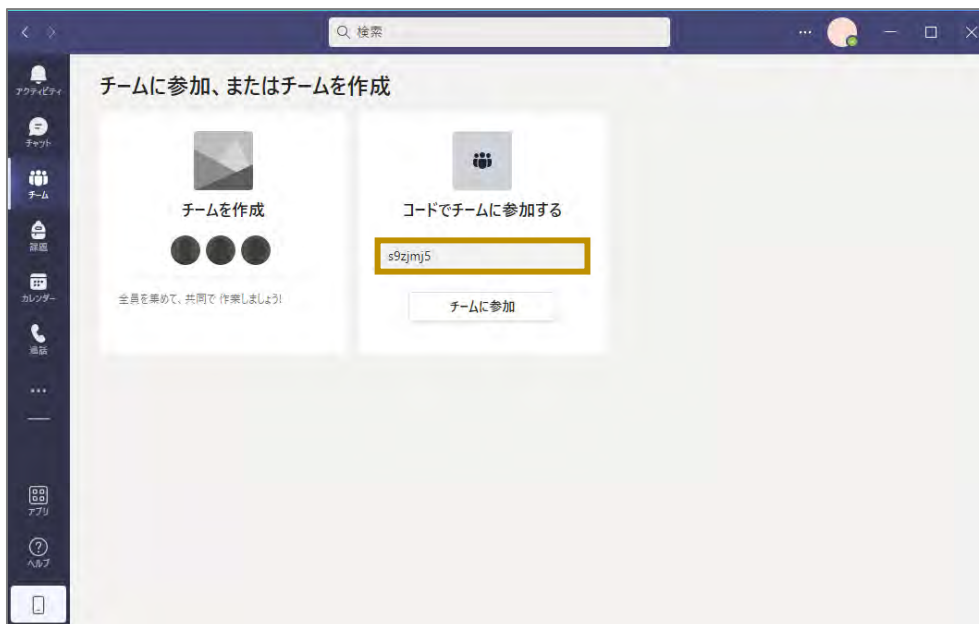 検索
アクティビティ
チャット
チーム
課題
カレンダー
通話
アプリ
ヘルプ
チームに参加、またはチームを作成
チームを作成
全員を集めて、共同で 作業しましょう!
コードでチームに参加する
s9zjmj5
チームに参加